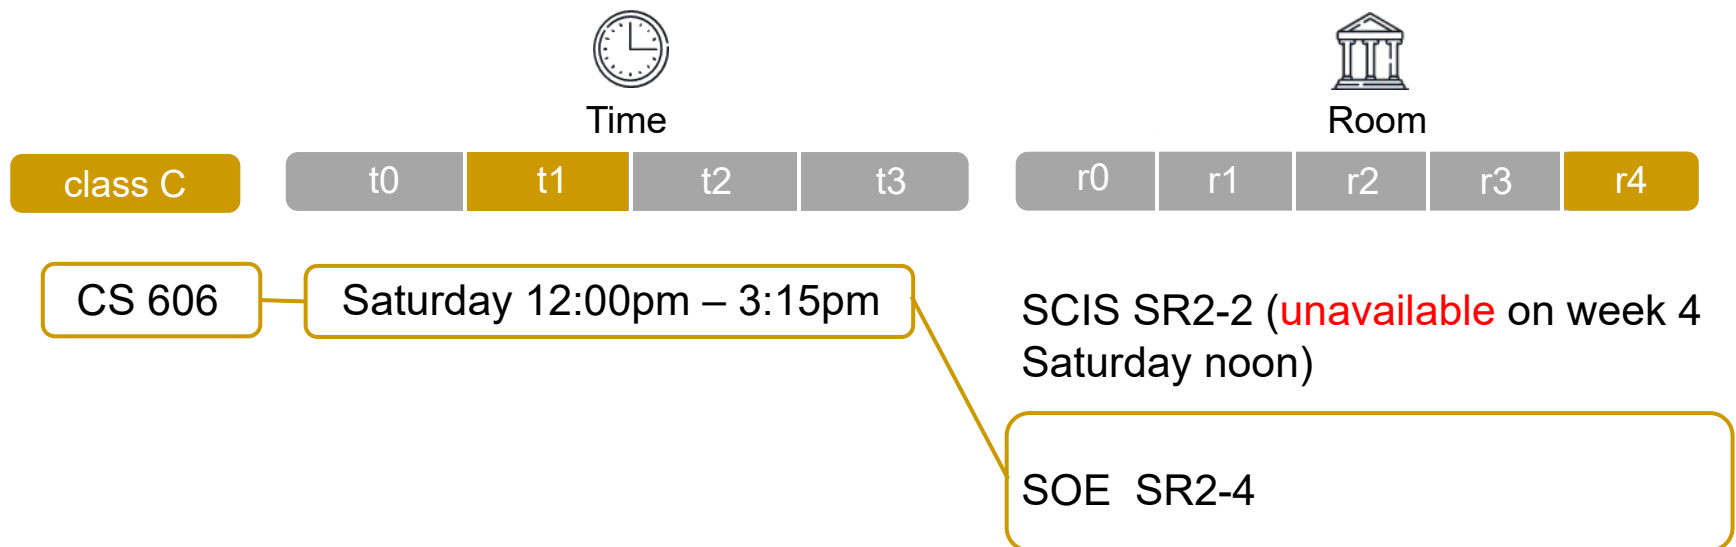 Time
Room
class C
t0 t1 t2 t3
r0 r1 r2 r3 r4
CS 606
Saturday 12:00pm – 3:15pm
SCIS SR2-2 (unavailable on week 4
Saturday noon)
SOE SR2-4